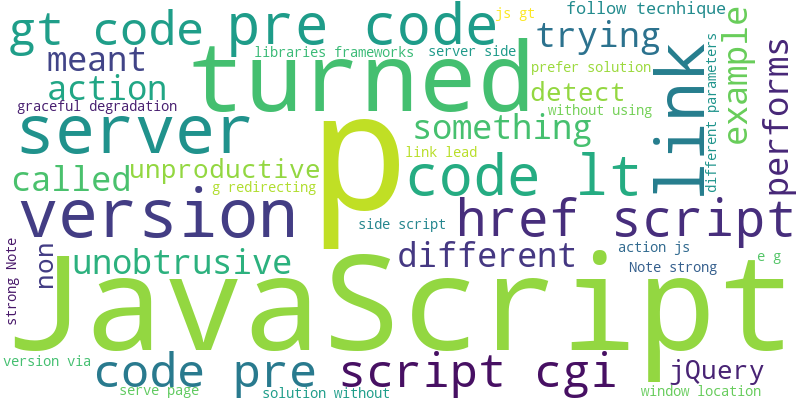 js gt
follow tecnhique
gt code
pre code
trying
meant
libraries frameworks
server side
turned
prefer solution
action
detect
graceful degradation
without using
link
different parameters
example
performs
server
p
something
link lead
unproductive
called
g redirecting
code lt
version
side script
href script
strong Note
non
unobtrusive
different
action js
Note strong
e g
JavaScript
version via
code pre
script cgi
jQuery
serve page
solution without
window location